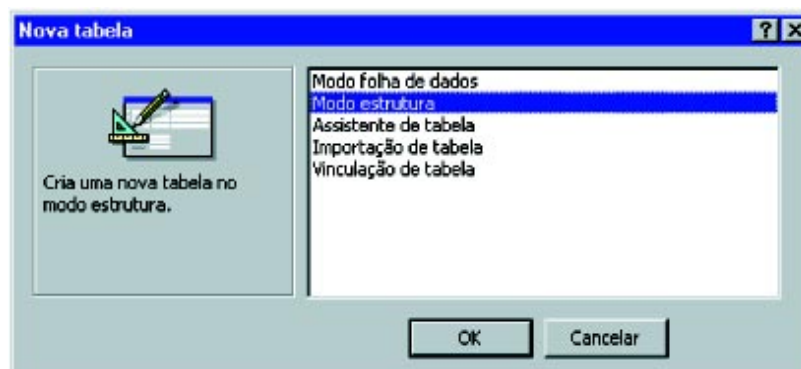 Nova tabela
Cria uma nova tabela no
modo estrutura.
Modo folha de dados
Modo estrutura
Assistente de tabela
Importação de tabela
Vinculação de tabela
OK
Cancelar